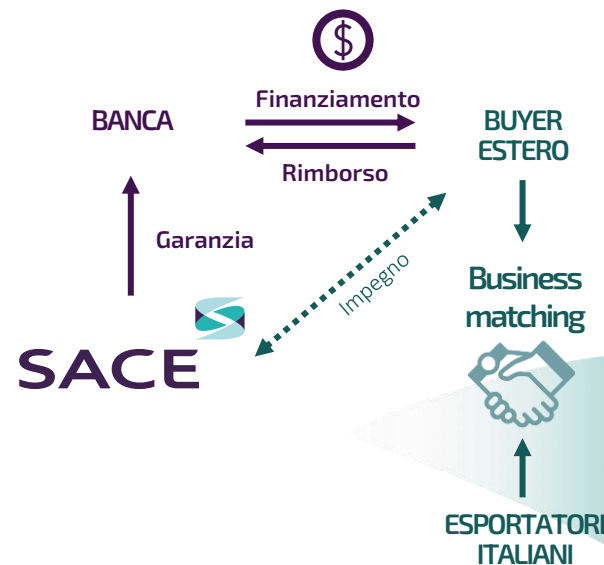 $
Finanziamento
BANCA
BUYER
ESTERO
Rimborso
Garanzia
Impegno
Business
matching
SACE
ESPORTATORI
ITALIANI